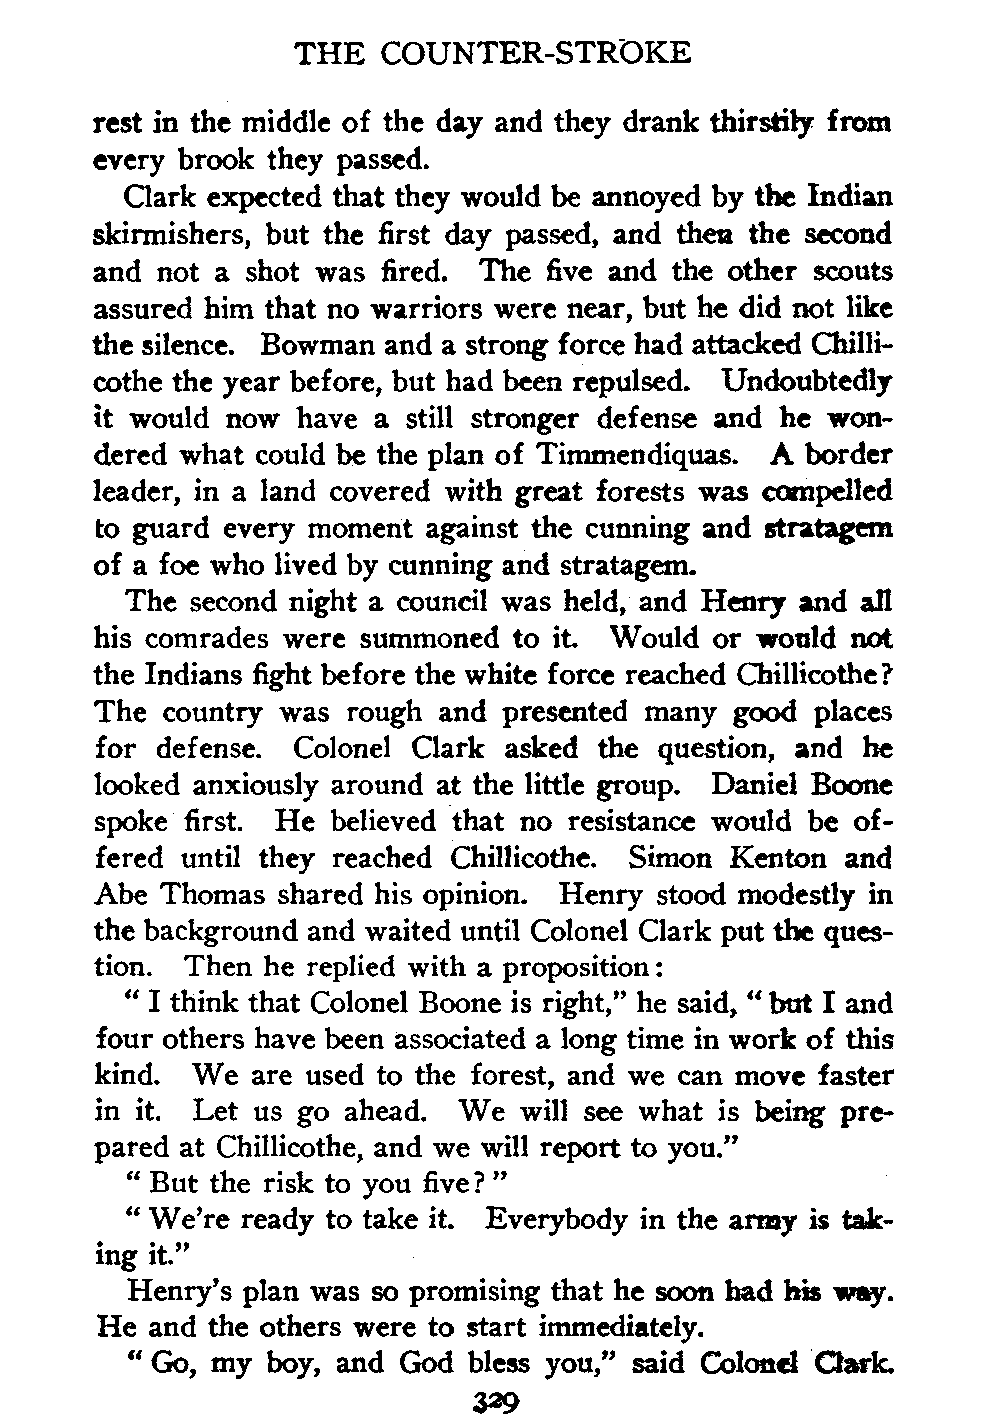 THE COUNTER-STROKE
rest in the middle of the day and they drank thirstily from
every brook they passed.
Clark expected that they would be annoyed by the Indian
skirmishers, but the first day passed, and then the second
and not a shot was fired. The five and the other scouts
assured him that no warriors were near, but he did not like
the silence. Bowman and a strong force had attacked Chilli-
cothe the year before, but had been repulsed. Undoubtedly
it would now have a still stronger defense and he won-
dered what could be the plan of Timmendiquas. A border
leader, in a land covered with great forests was compelled
to guard every moment against the cunning and stratagem
of a foe who lived by cunning and stratagem.
The second night a council was held, and Henry and all
his comrades were summoned to it. Would or would not
the Indians fight before the white force reached Chillicothe?
The country was rough and presented many good places
for defense. Colonel Clark asked the question, and he
looked anxiously around at the little group. Daniel Boone
spoke first. He believed that no resistance would be of-
fered until they reached Chillicothe. Simon Kenton and
Abe Thomas shared his opinion. Henry stood modestly in
the background and waited until Colonel Clark put the ques-
tion. Then he replied with a proposition:
" I think that Colonel Boone is right," he said, " but I and
four others have been associated a long time in work of this
kind. We are used to the forest, and we can move faster
in it. Let us go ahead. We will see what is being pre-
pared at Chillicothe, and we will report to you."
" But the risk to you five? "
" We're ready to take it. Everybody in the army is tak-
ing it."
Henry's plan was so promising that he soon had his way.
He and the others were to start immediately.
" Go, my boy, and God bless you," said Colonel Clark.
329